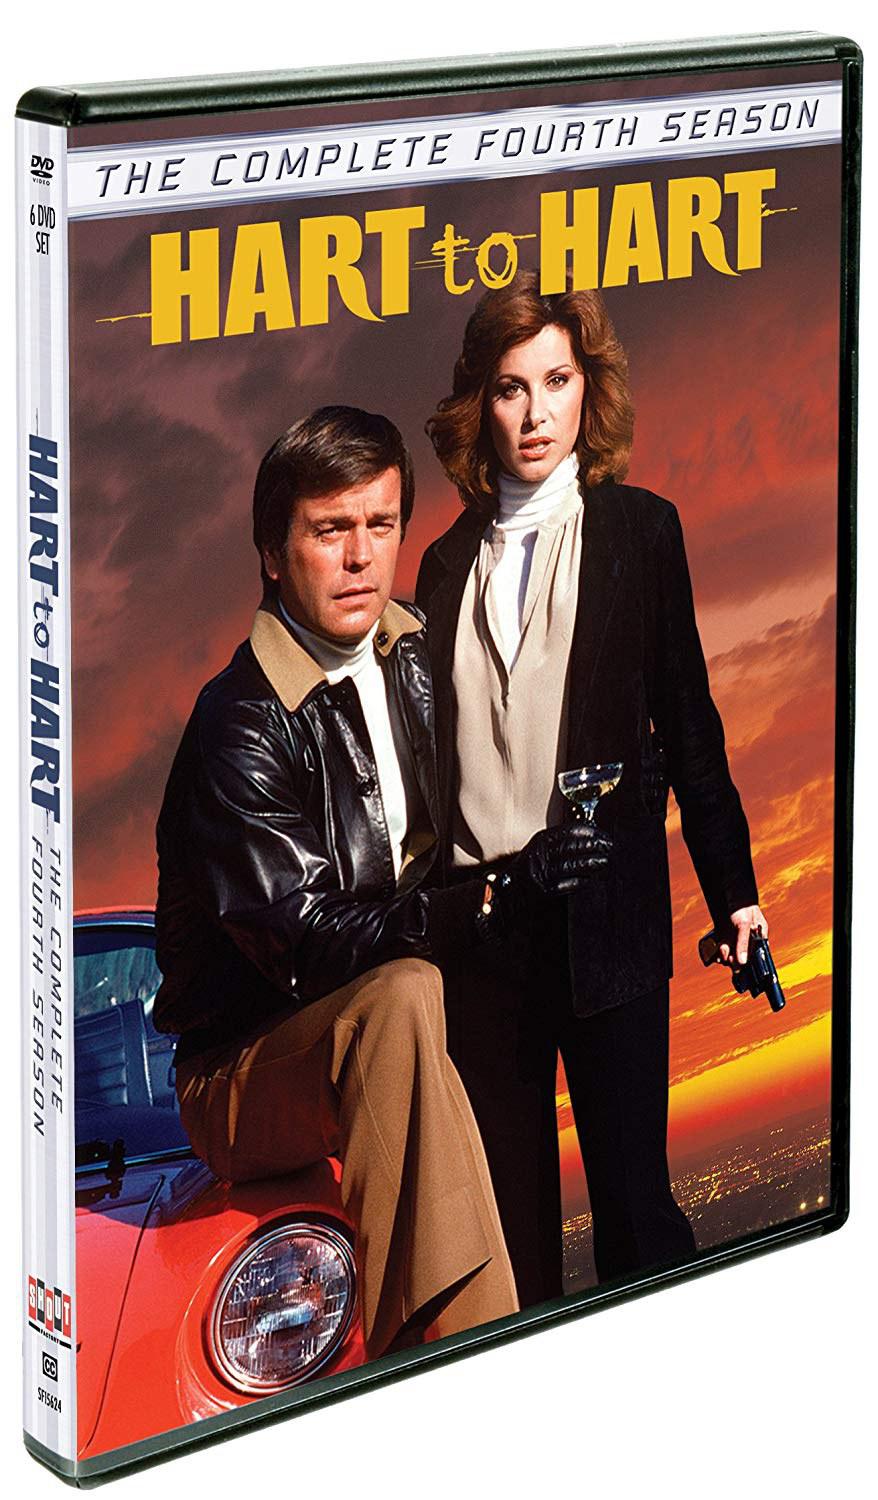 THE COMPLETE FOURTH SEASON
HART to HART
DVD
VIDEO
6 DVD
SET
HART to HART
THE COMPLETE
FOURTH SEASON
SHOUT
FACTORY
CC
SF15624